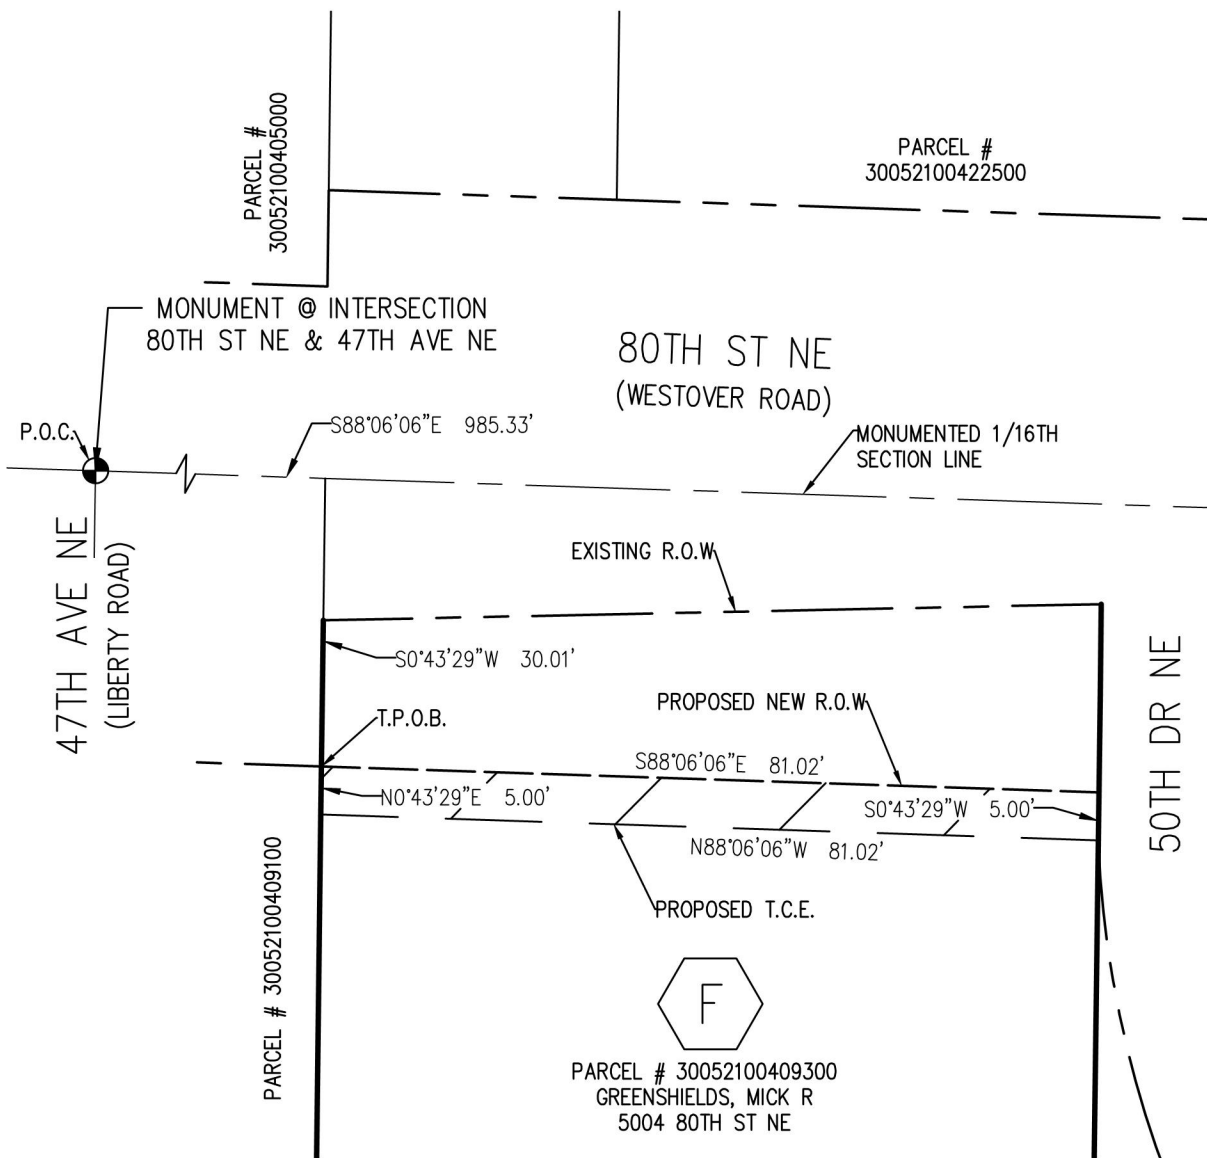 PARCEL #
30052100405000
PARCEL #
30052100422500
MONUMENT @ INTERSECTION
80TH ST NE & 47TH AVE NE
80TH ST NE
(WESTOVER ROAD)
P.O.C.
S88°06'06"E 985.33'
MONUMENTED 1/16TH
SECTION LINE
47TH AVE NE
(LIBERTY ROAD)
EXISTING R.O.W
S0°43'29"W 30.01'
T.P.O.B.
PROPOSED NEW R.O.W
50TH DR NE
S88°06'06"E 81.02'
N0°43'29"E 5.00'
S0°43'29"W 5.00'
N88°06'06"W 81.02'
PROPOSED T.C.E.
PARCEL # 30052100409100
F
PARCEL # 30052100409300
GREENSHIELDS, MICK R
5004 80TH ST NE